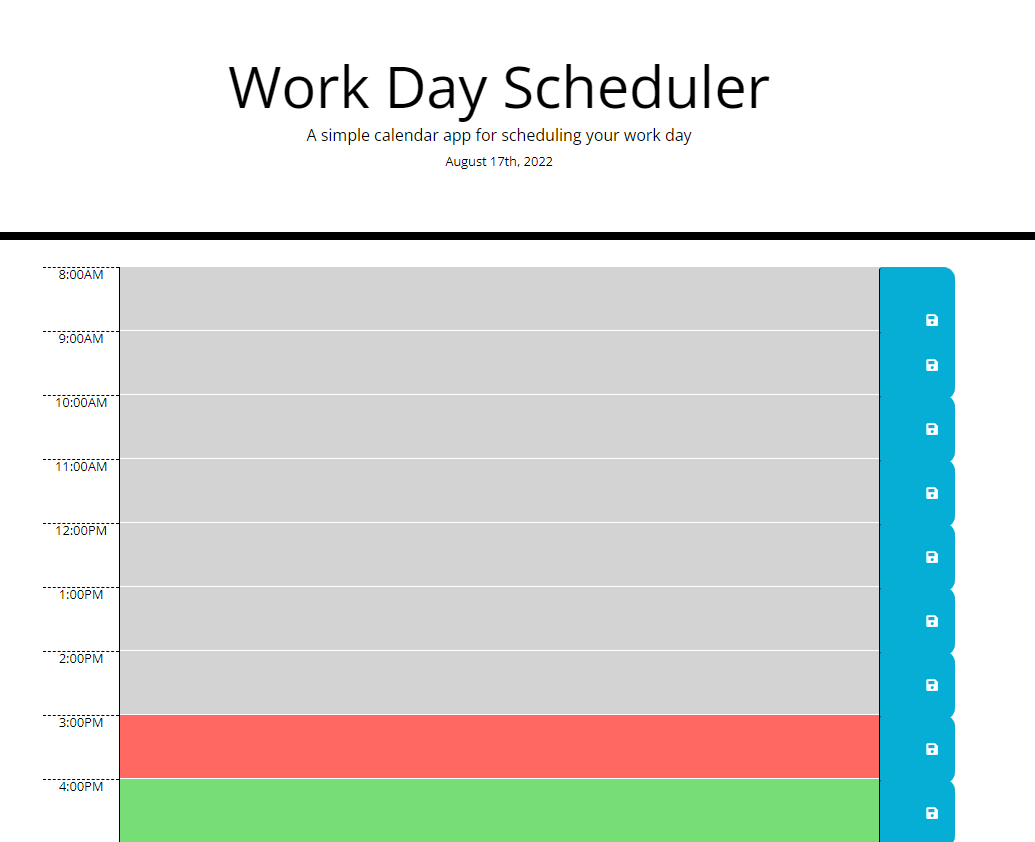 Work Day Scheduler
A simple calendar app for scheduling your work day
August 17th, 2022
8:00AM
9:00AM
10:00AM
11:00AM
12:00PM
1:00PM
2:00PM
3:00PM
4:00PM